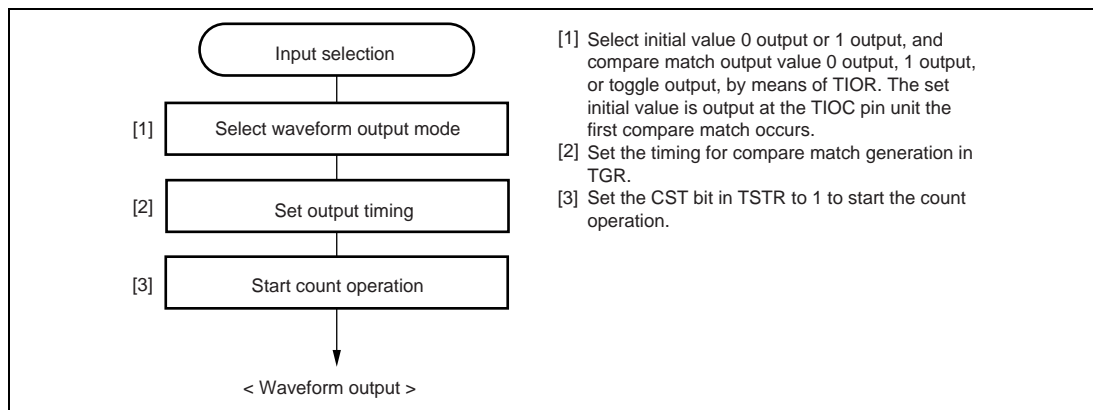 Input selection
[1] Select waveform output mode
[2] Set output timing
[3] Start count operation
< Waveform output >
[1] Select initial value 0 output or 1 output, and
compare match output value 0 output, 1 output,
or toggle output, by means of TIOR. The set
initial value is output at the TIOC pin unit the
first compare match occurs.
[2] Set the timing for compare match generation in
TGR.
[3] Set the CST bit in TSTR to 1 to start the count
operation.